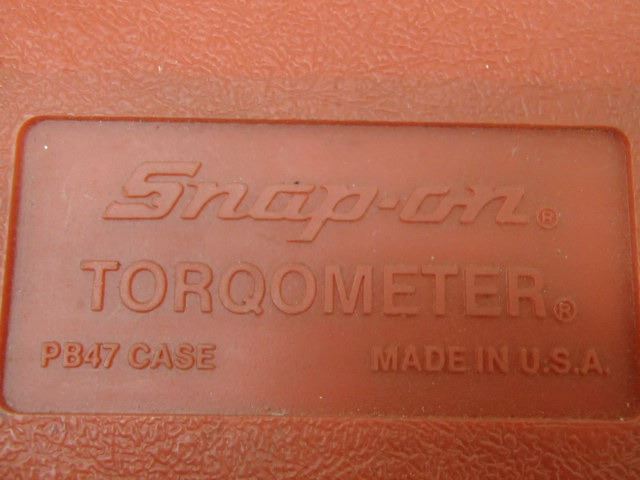 Snap-on®
TORQOMETER®
PB47 CASE MADE IN U.S.A.